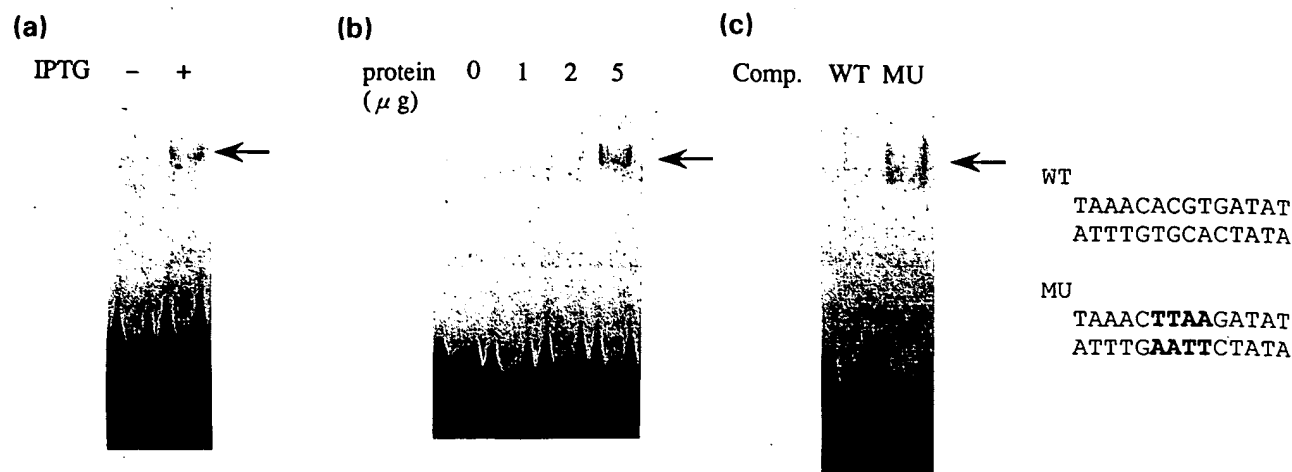 (a)
IPTG - +
(b)
protein 0 1 2 5
(μ g)
(c)
Comp. WT MU
WT
TAAACACGTGATAT
ATTTGTGCACTATA
MU
TAAACTTAAGATAT
ATTTGAATTCTATA